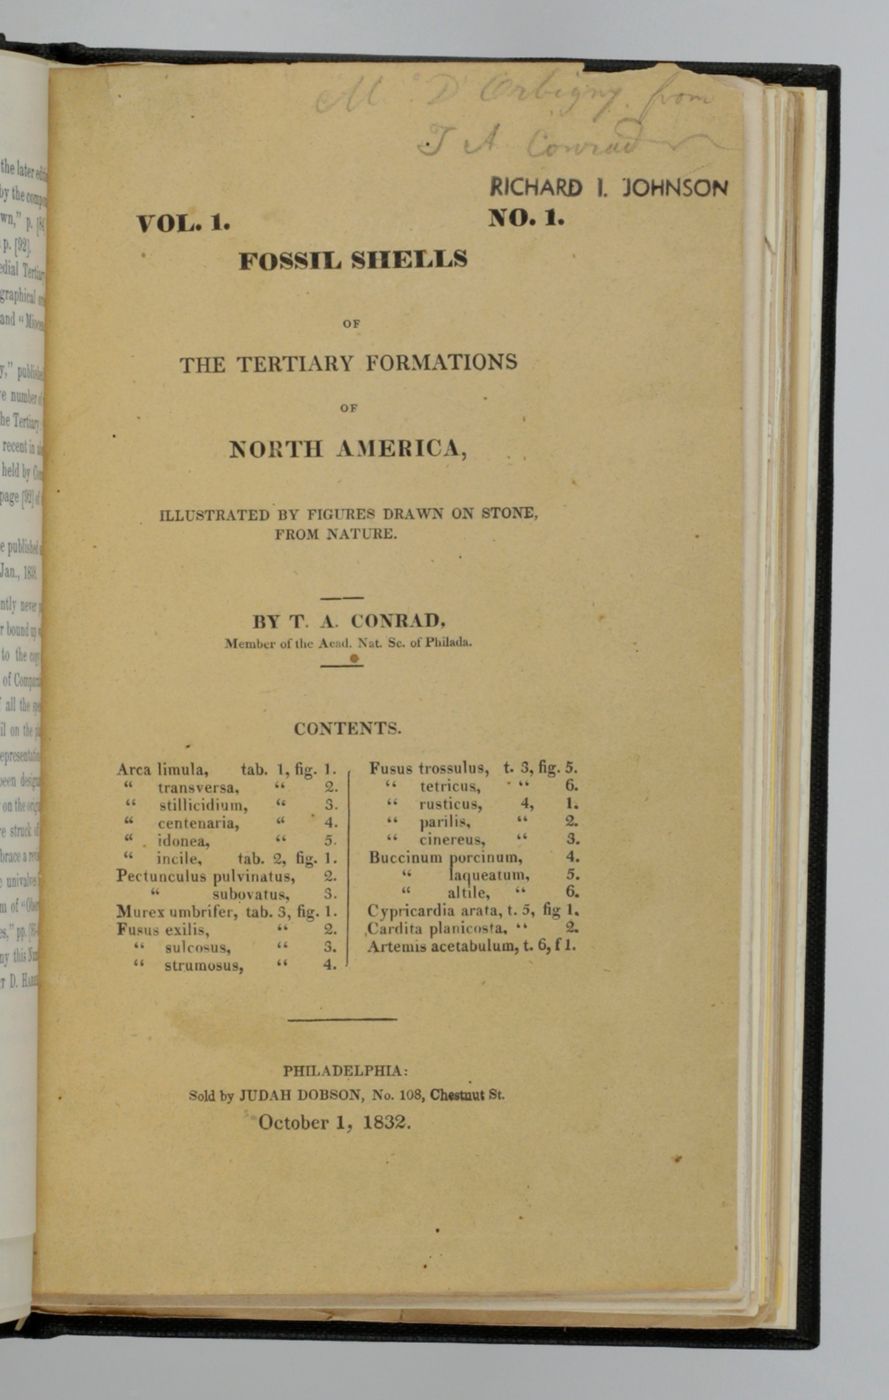 Mc D'Orbigny from
T A Conrad
RICHARD I. JOHNSON
VOL. 1. NO. 1.
FOSSIL SHELLS
OF
THE TERTIARY FORMATIONS
OF
NORTH AMERICA,
ILLUSTRATED BY FIGURES DRAWN ON STONE,
FROM NATURE.
BY T. A. CONRAD,
Member of the Acad. Nat. Sc. of Philada.
CONTENTS.
Arca limula, tab. 1, fig. 1.
“ transversa, “ 2.
“ stillicidium, “ 3.
“ centenaria, “ 4.
“ idonea, “ 5.
“ incile, tab. 2, fig. 1.
Pectunculus pulvinatus, 2.
“ subovatus, 3.
Murex umbrifer, tab. 3, fig. 1.
Fusus exilis, “ 2.
“ sulcosus, “ 3.
“ strumosus, “ 4.
Fusus trossulus, t. 3, fig. 5.
“ tetricus, “ 6.
“ rusticus, 4, 1.
“ parilis, “ 2.
“ cinereus, “ 3.
Buccinum porcinum, 4.
“ laqueatum, 5.
“ altile, “ 6.
Cypricardia arata, t. 5, fig 1.
Cardita planicosta, “ 2.
Artemis acetabulum, t. 6, f 1.
PHILADELPHIA:
Sold by JUDAH DOBSON, No. 108, Chestnut St.
October 1, 1832.